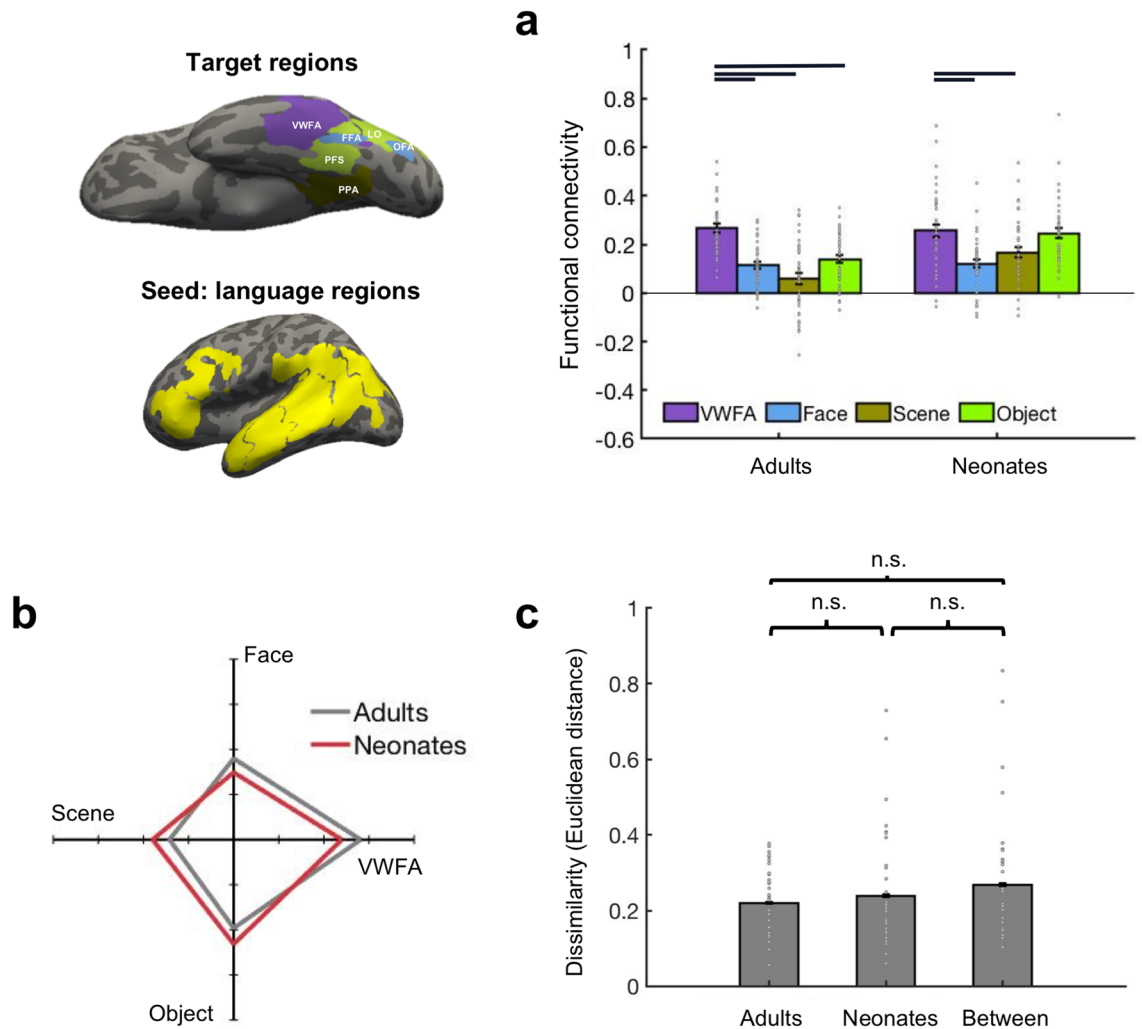 Target regions
VWFA
LO
FFA
OFA
PFS
PPA
Seed: language regions
a
Functional connectivity
1
0.8
0.6
0.4
0.2
0
-0.2
-0.4
-0.6
VWFA Face Scene Object
Adults Neonates
b
Face
Adults
Neonates
Scene
VWFA
Object
c
n.s.
n.s. n.s.
Dissimilarity (Euclidean distance)
1
0.8
0.6
0.4
0.2
0
Adults Neonates Between